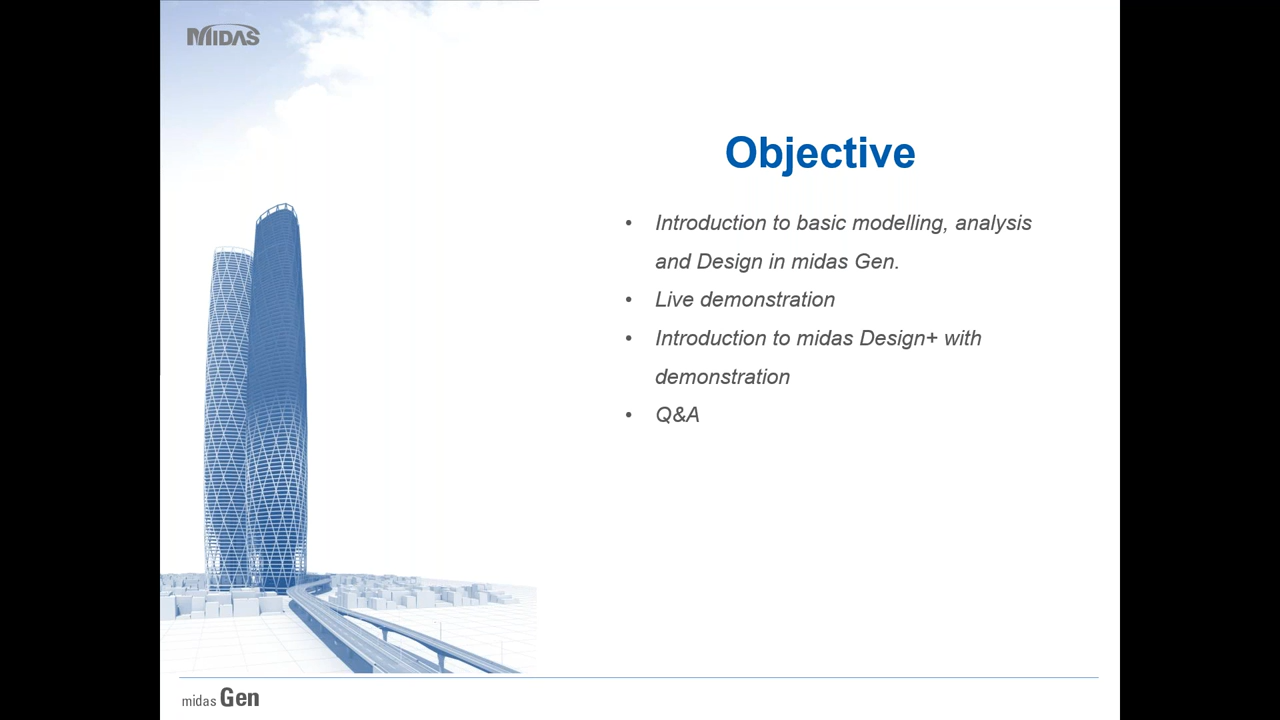 MIDAS
Objective
• Introduction to basic modelling, analysis
and Design in midas Gen.
• Live demonstration
• Introduction to midas Design+ with
demonstration
• Q&A
midas Gen